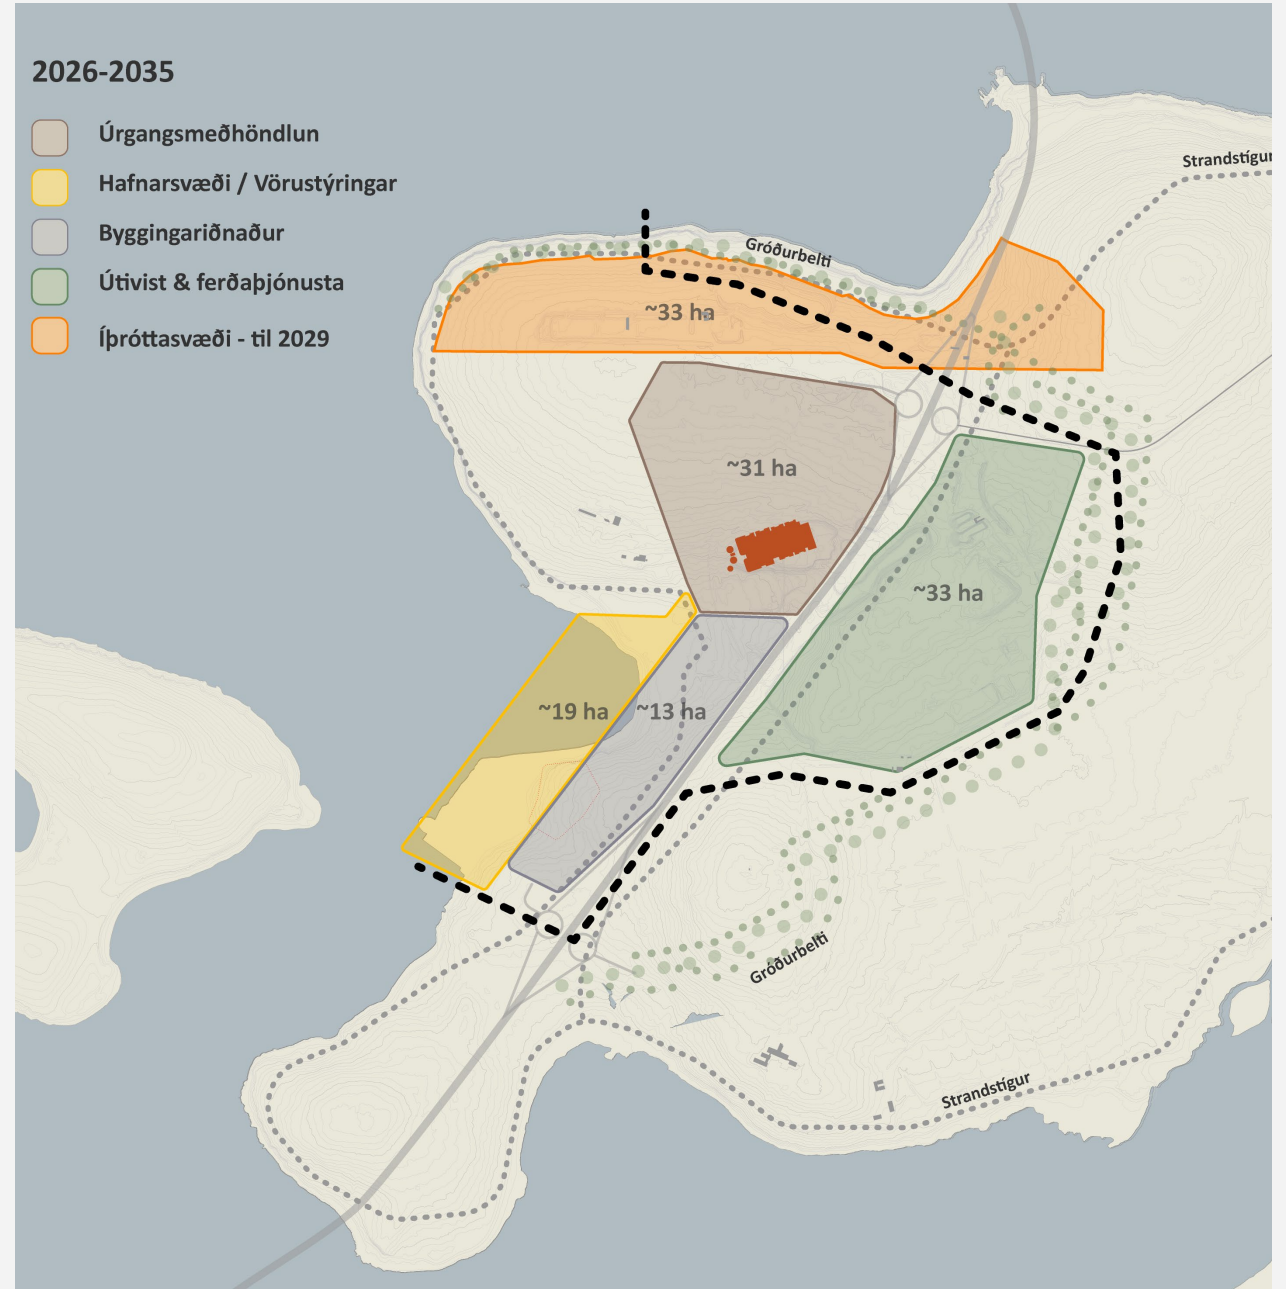 2026-2035
Úrgangsmeðhöndlun
Hafnarsvæði / Vörustýringar
Byggingariðnaður
Útivist & ferðaþjónusta
Íþróttasvæði - til 2029
Strandstígur
Gróðurbelti
~33 ha
~31 ha
~33 ha
~19 ha
~13 ha
Gróðurbelti
Strandstígur